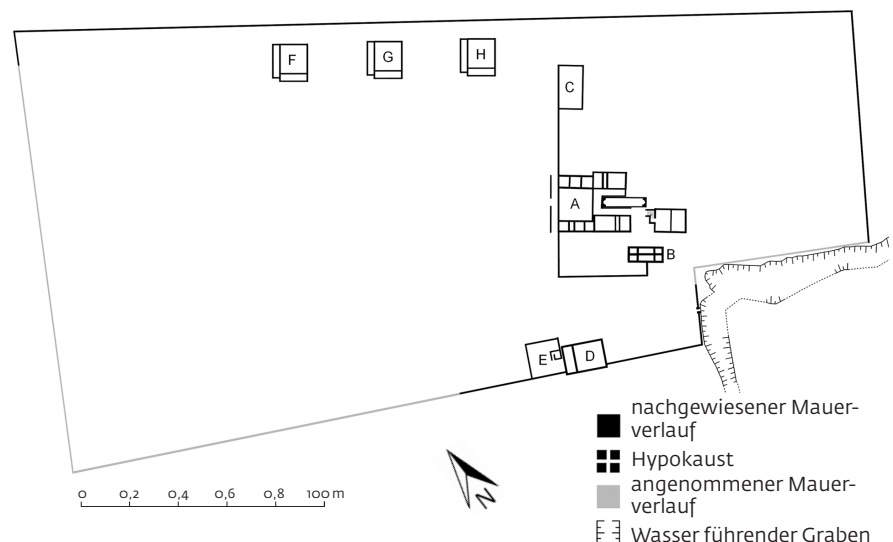 F G H
C
A
B
E D
nachgewiesener Mauer-
verlauf
Hypokaust
angenommener Mauer-
verlauf
Wasser führender Graben
0 0,2 0,4 0,6 0,8 100 m
N